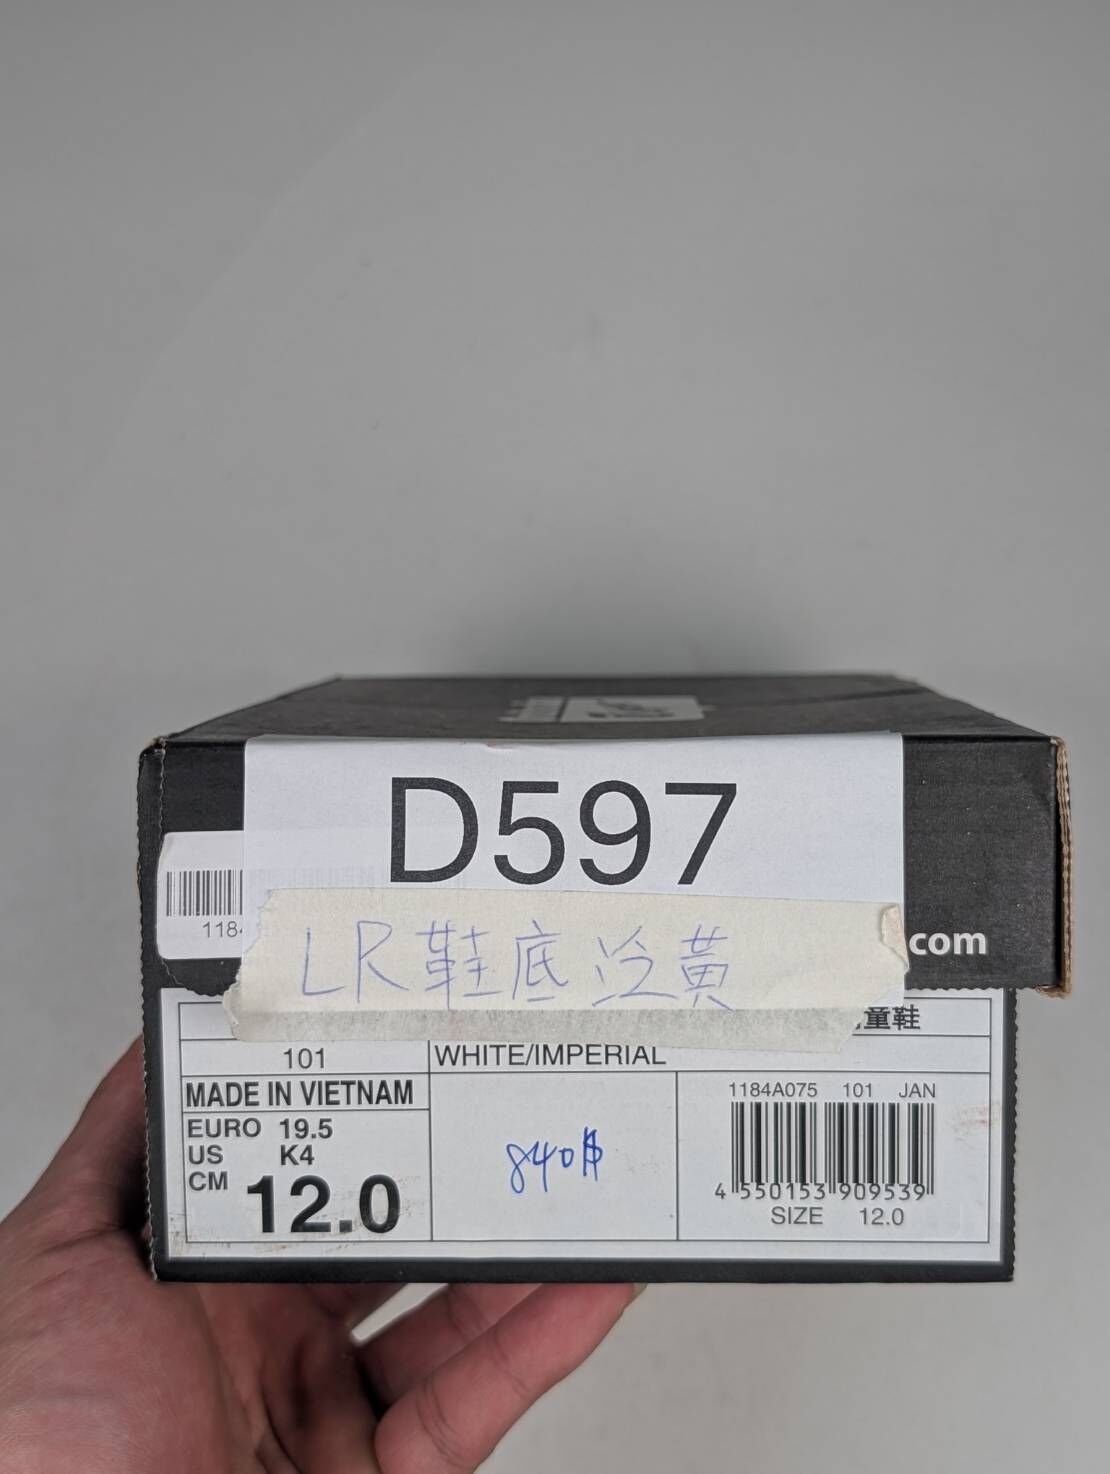 D597
1184
LR鞋底泛黃
com
童鞋
101
WHITE/IMPERIAL
MADE IN VIETNAM
EURO 19.5
US K4
CM 12.0
840
1184A075 101 JAN
4 550153 909539
SIZE 12.0